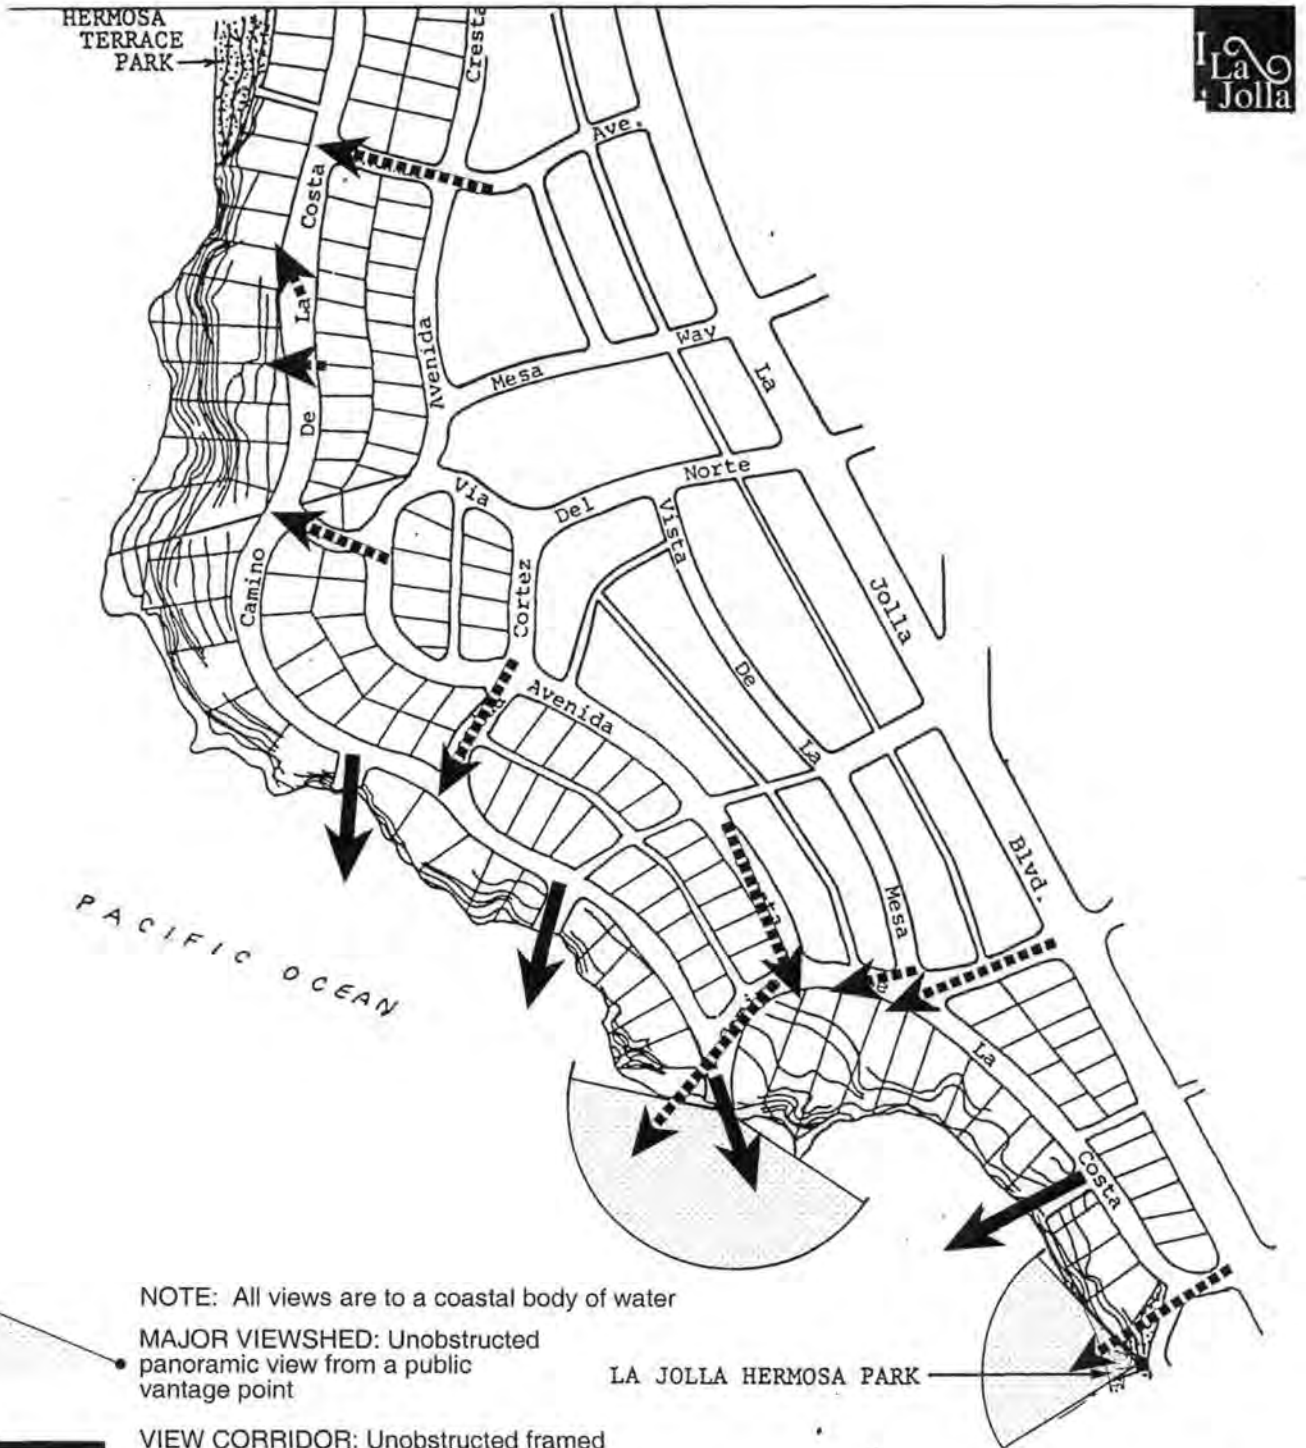 HERMOSA
TERRACE
PARK
La
Jolla
Cresta
Ave.
Costa
La
De
Camino
Avenida
Mesa
Way
La
Jolla
Blvd.
Via
Del
Norte
Cortez
Vista
De
La
Mesa
Avenida
La
Costa
PACIFIC OCEAN
NOTE: All views are to a coastal body of water
MAJOR VIEWSHED: Unobstructed
panoramic view from a public
vantage point
LA JOLLA HERMOSA PARK
VIEW CORRIDOR: Unobstructed framed